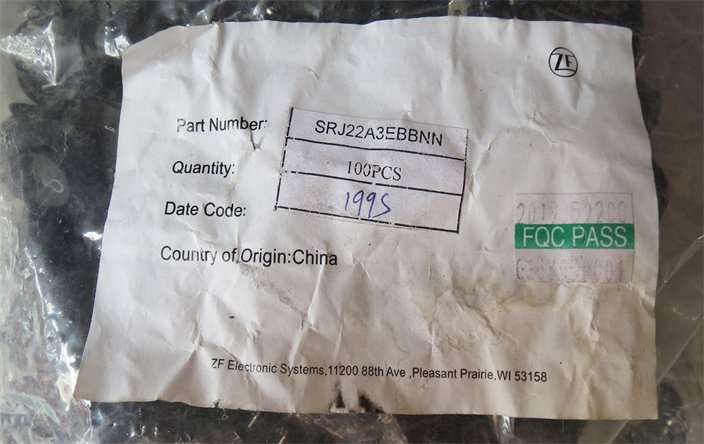 ZF
Part Number: SRJ22A3EBBNN
Quantity: 100PCS
Date Code: 199S
FQC PASS
Country of Origin:China
ZF Electronic Systems,11200 88th Ave ,Pleasant Prairie,WI 53158